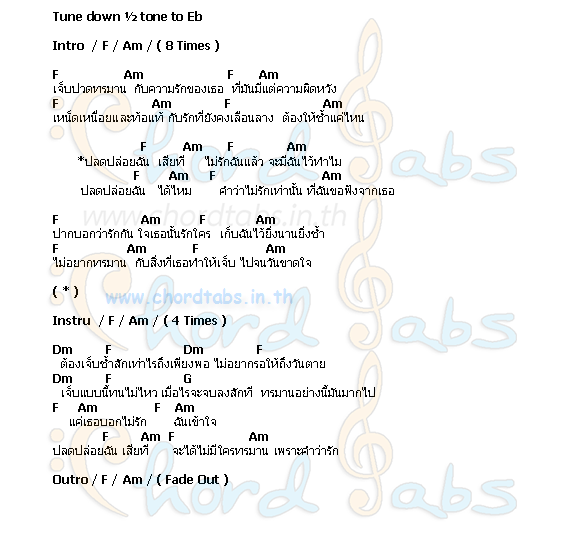 Tune down ½ tone to Eb
Intro / F / Am / ( 8 Times )
F Am F Am
เจ็บปวดทรมาน กับความรักของเธอ ที่มันมีแต่ความผิดหวัง
F Am F Am
เหน็ดเหนื่อยและท้อแท้ กับรักที่ยังคงเลือนลาง ต้องให้ช้ำแค่ไหน
F Am F Am
*ปลดปล่อยฉัน เสียที ไม่รักฉันแล้ว จะมีฉันไว้ทำไม
F Am F Am
ปลดปล่อยฉัน ได้ไหม คำว่าไม่รักเท่านั้น ที่ฉันขอฟังจากเธอ
www.chordtabs.in.th
F Am F Am
ปากบอกว่ารักกัน ใจเธอนั้นรักใคร เก็บฉันไว้ยิ่งนานยิ่งช้ำ
F Am F Am
ไม่อยากทรมาน กับสิ่งที่เธอทำให้เจ็บ ไปจนวันขาดใจ
( * )
www.chordtabs.in.th
Instru / F / Am / ( 4 Times )
Dm F Dm F
ต้องเจ็บช้ำสักเท่าไรถึงเพียงพอ ไม่อยากรอให้ถึงวันตาย
Dm F G
เจ็บแบบนี้ทนไม่ไหว เมื่อไรจะจบลงสักที ทรมานอย่างนี้มันมากไป
F Am F Am
แค่เธอบอกไม่รัก ฉันเข้าใจ
F Am F Am
ปลดปล่อยฉัน เสียที จะได้ไม่มีใครทรมาน เพราะคำว่ารัก
Outro / F / Am / ( Fade Out )
Chord Tabs